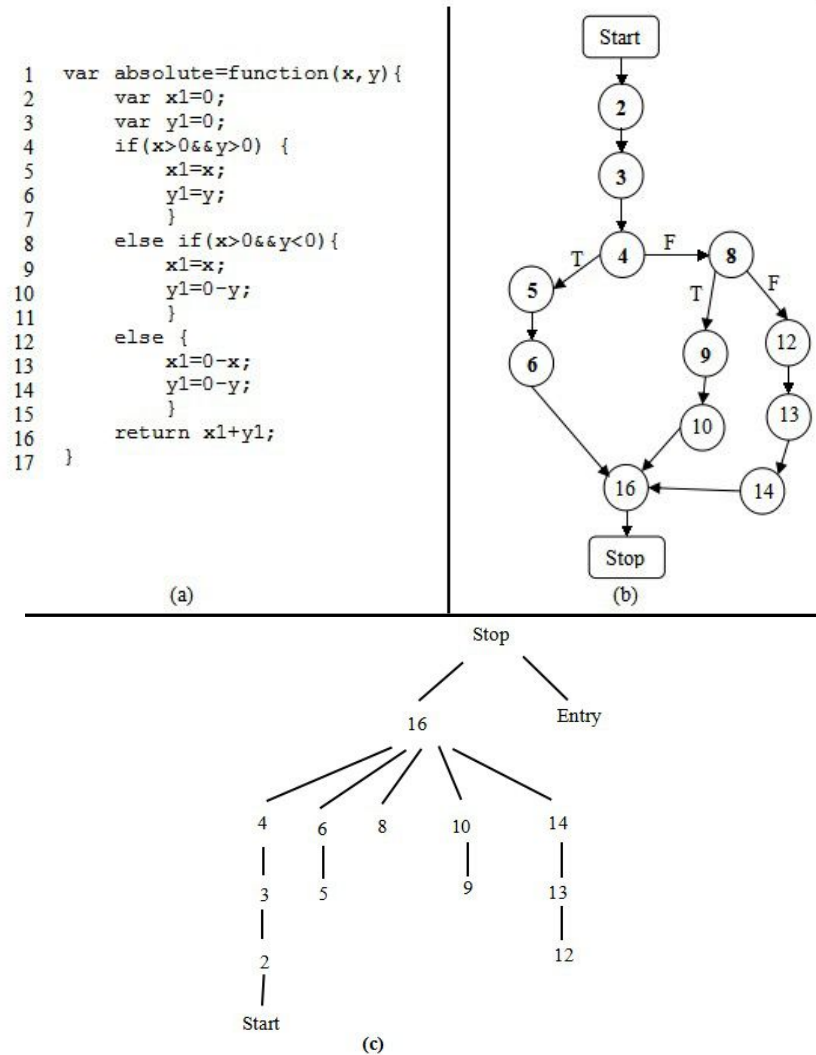 1 var absolute=function(x,y){
2 var x1=0;
3 var y1=0;
4 if(x>0&&y>0) {
5 x1=x;
6 y1=y;
7 }
8 else if(x>0&&y<0){
9 x1=x;
10 y1=0-y;
11 }
12 else {
13 x1=0-x;
14 y1=0-y;
15 }
16 return x1+y1;
17 }
(a)
Start
2
3
T 4 F 8
5 T F
12
6 9
10 13
16 14
Stop
(b)
Stop
16 Entry
4 6 8 10 14
3 5 9 13
2 12
Start
(c)